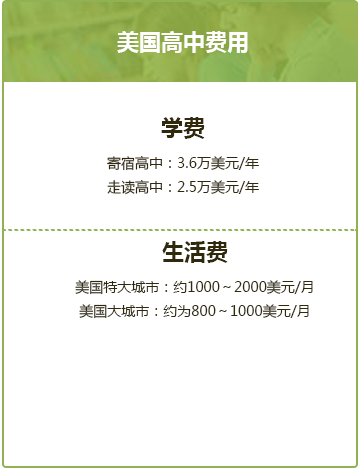 美国高中费用
学费
寄宿高中：3.6万美元/年
走读高中：2.5万美元/年
生活费
美国特大城市：约1000～2000美元/月
美国大城市：约为800～1000美元/月